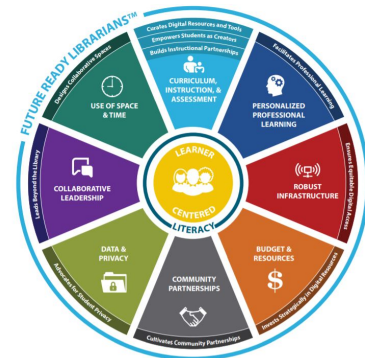 FUTURE READY LIBRARIANS™
Curates Digital Resources and Tools
Empowers Students as Creators
Builds Instructional Partnerships
CURRICULUM,
INSTRUCTION, &
ASSESSMENT
Facilitates Professional Learning
PERSONALIZED
PROFESSIONAL
LEARNING
Ensures Equitable Digital Access
ROBUST
INFRASTRUCTURE
Invests Strategically in Digital Resources
BUDGET &
RESOURCES
$
Cultivates Community Partnerships
COMMUNITY
PARTNERSHIPS
Advocates for Student Privacy
DATA &
PRIVACY
Leads Beyond the Library
COLLABORATIVE
LEADERSHIP
Designs Collaborative Spaces
USE OF SPACE
& TIME
LEARNER
CENTERED
LITERACY